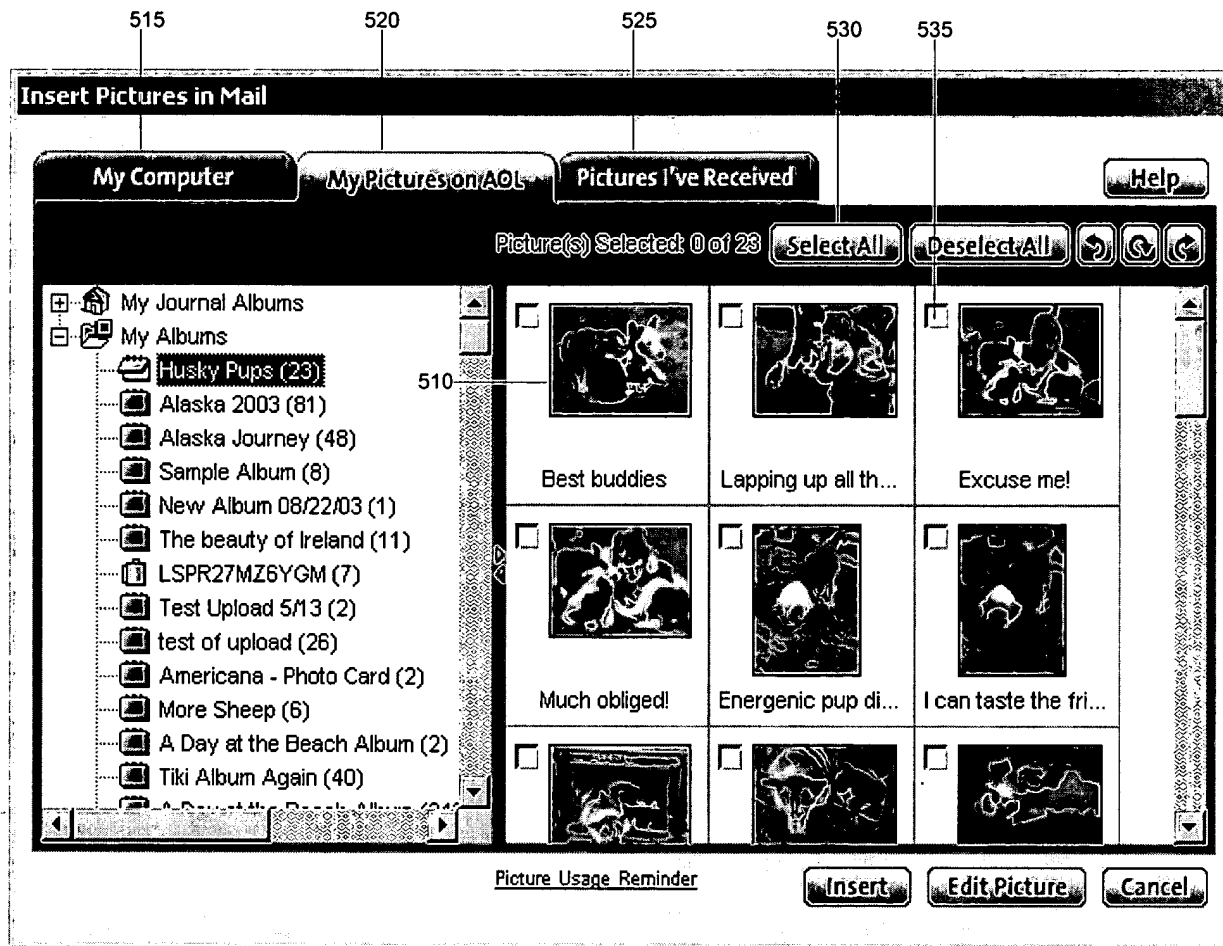 515 520 525 530 535
Insert Pictures in Mail
My Computer My Pictures on AOL Pictures I've Received Help
Picture(s) Selected: 0 of 23 Select All Deselect All
My Journal Albums
My Albums
Husky Pups (23)
Alaska 2003 (81)
Alaska Journey (48)
Sample Album (8)
New Album 08/22/03 (1)
The beauty of Ireland (11)
LSPR27MZ6YGM (7)
Test Upload 5/13 (2)
test of upload (26)
Americana - Photo Card (2)
More Sheep (6)
A Day at the Beach Album (2)
Tiki Album Again (40)
A Day at the Beach Album
510
Best buddies Lapping up all th... Excuse me!
Much obliged! Energenic pup di... I can taste the fri...
Picture Usage Reminder Insert Edit Picture Cancel